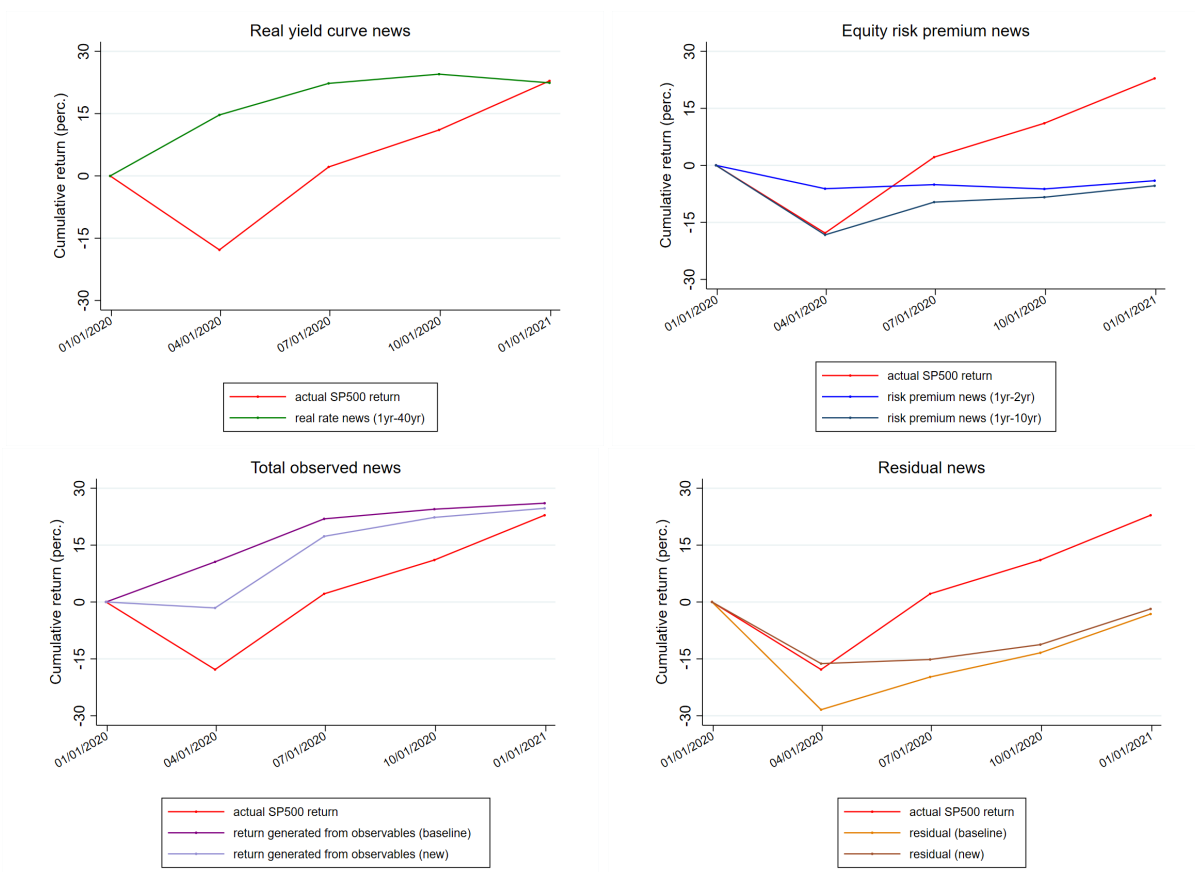 Real yield curve news
Cumulative return (perc.)
30
15
0
-15
-30
01/01/2020
04/01/2020
07/01/2020
10/01/2020
01/01/2021
actual SP500 return
real rate news (1yr-40yr)
Equity risk premium news
Cumulative return (perc.)
30
15
0
-15
-30
01/01/2020
04/01/2020
07/01/2020
10/01/2020
01/01/2021
actual SP500 return
risk premium news (1yr-2yr)
risk premium news (1yr-10yr)
Total observed news
Cumulative return (perc.)
30
15
0
-15
-30
01/01/2020
04/01/2020
07/01/2020
10/01/2020
01/01/2021
actual SP500 return
return generated from observables (baseline)
return generated from observables (new)
Residual news
Cumulative return (perc.)
30
15
0
-15
-30
01/01/2020
04/01/2020
07/01/2020
10/01/2020
01/01/2021
actual SP500 return
residual (baseline)
residual (new)